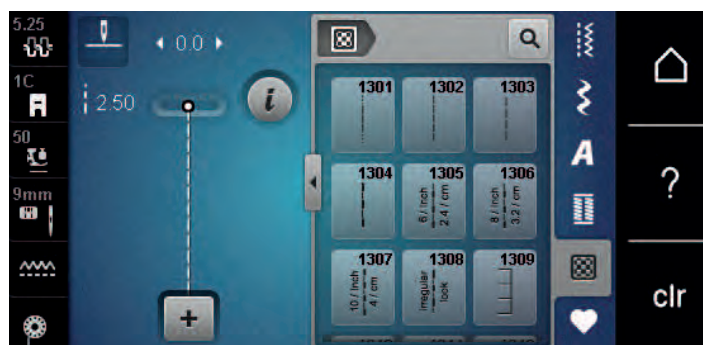 5.25
1C
50
9mm
0.0
2.50
i
+
1301
1302
1303
1304
1305
6 / inch
2.4 / cm
1306
8 / inch
3.2 / cm
1307
10 / inch
4 / cm
1308
irregular
look
1309
A
?
clr